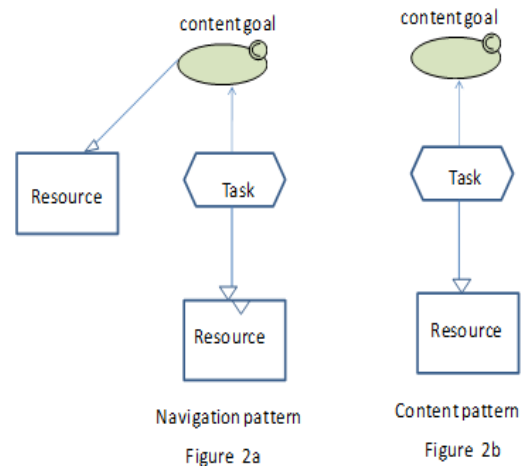 content goal
C
Resource
Task
Resource
Navigation pattern
Figure 2a
content goal
C
Task
Resource
Content pattern
Figure 2b